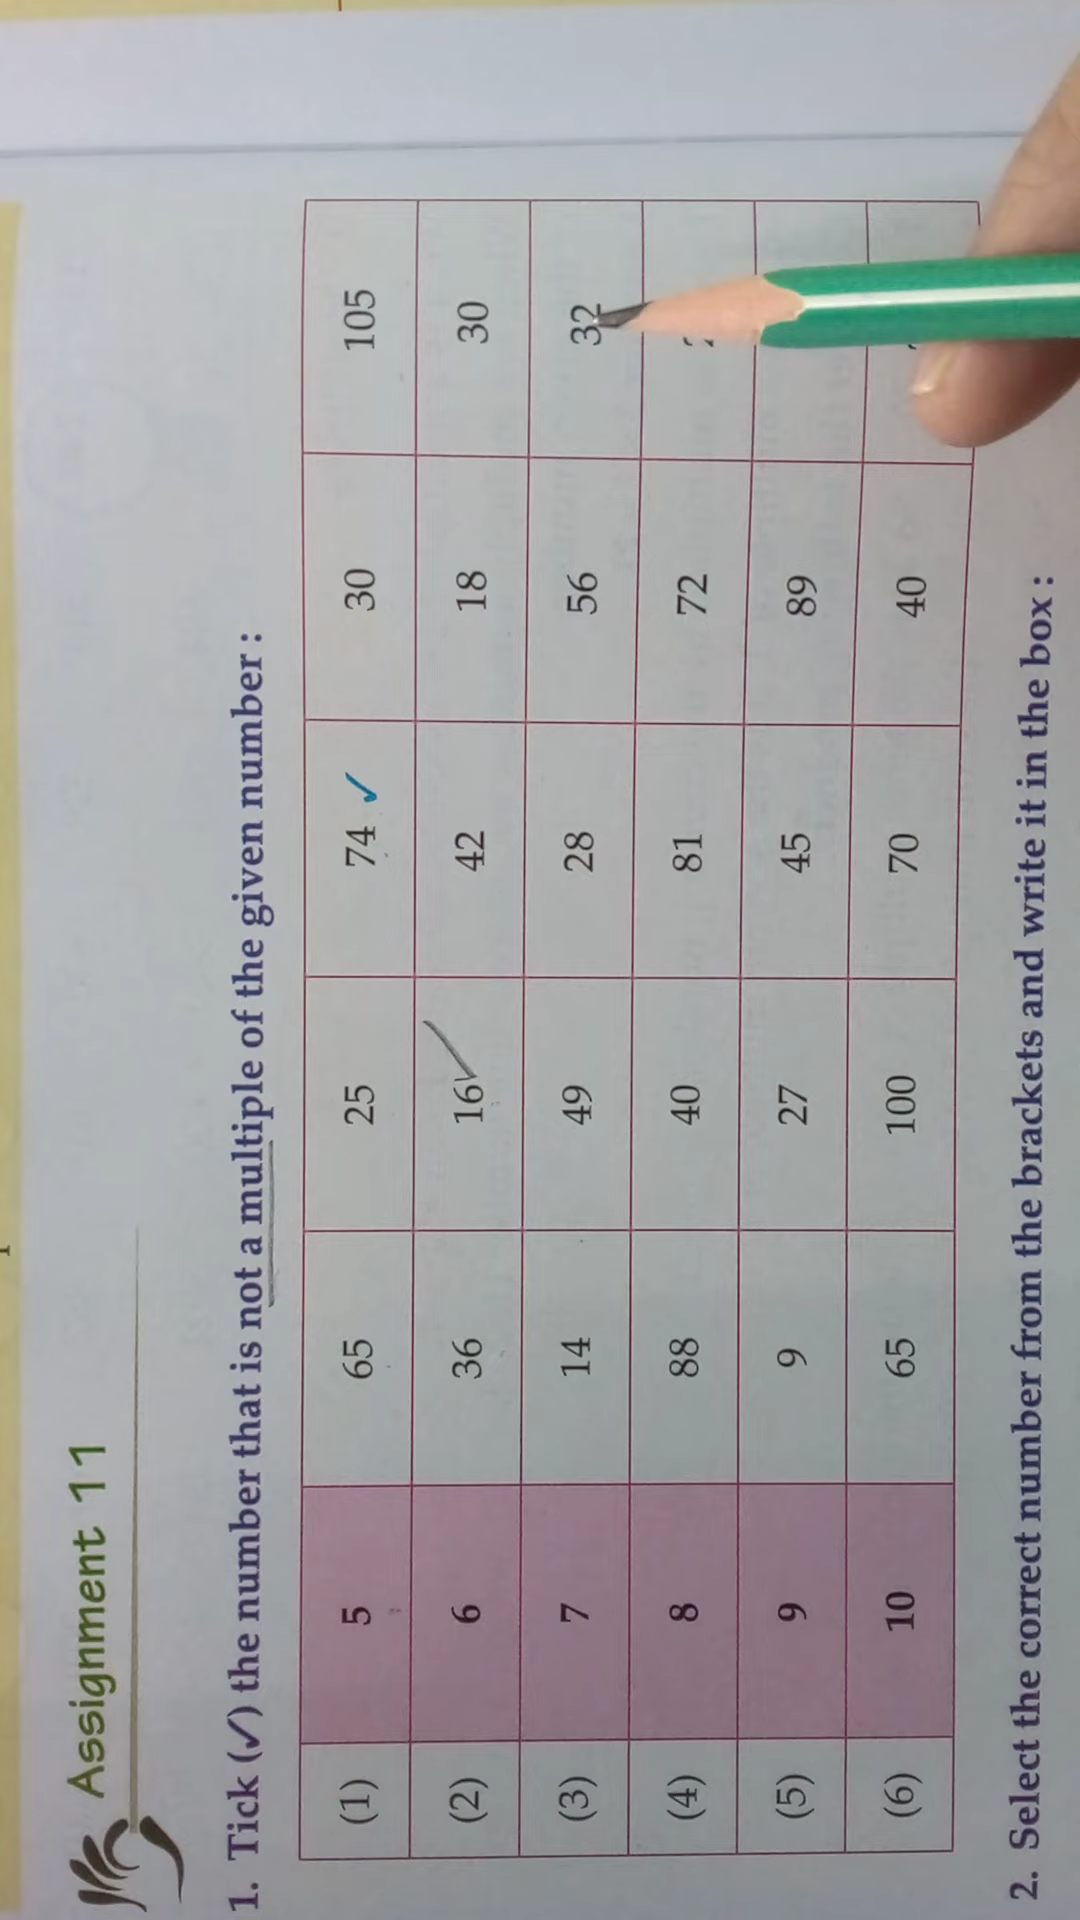 Assignment 11
1. Tick (✓) the number that is not a multiple of the given number :
(1) 5 65 25 74 ✓ 30 105
(2) 6 36 16 ✓ 42 18 30
(3) 7 14 49 28 56 32
(4) 8 88 40 81 72
(5) 9 9 27 45 89
(6) 10 65 100 70 40
2. Select the correct number from the brackets and write it in the box :